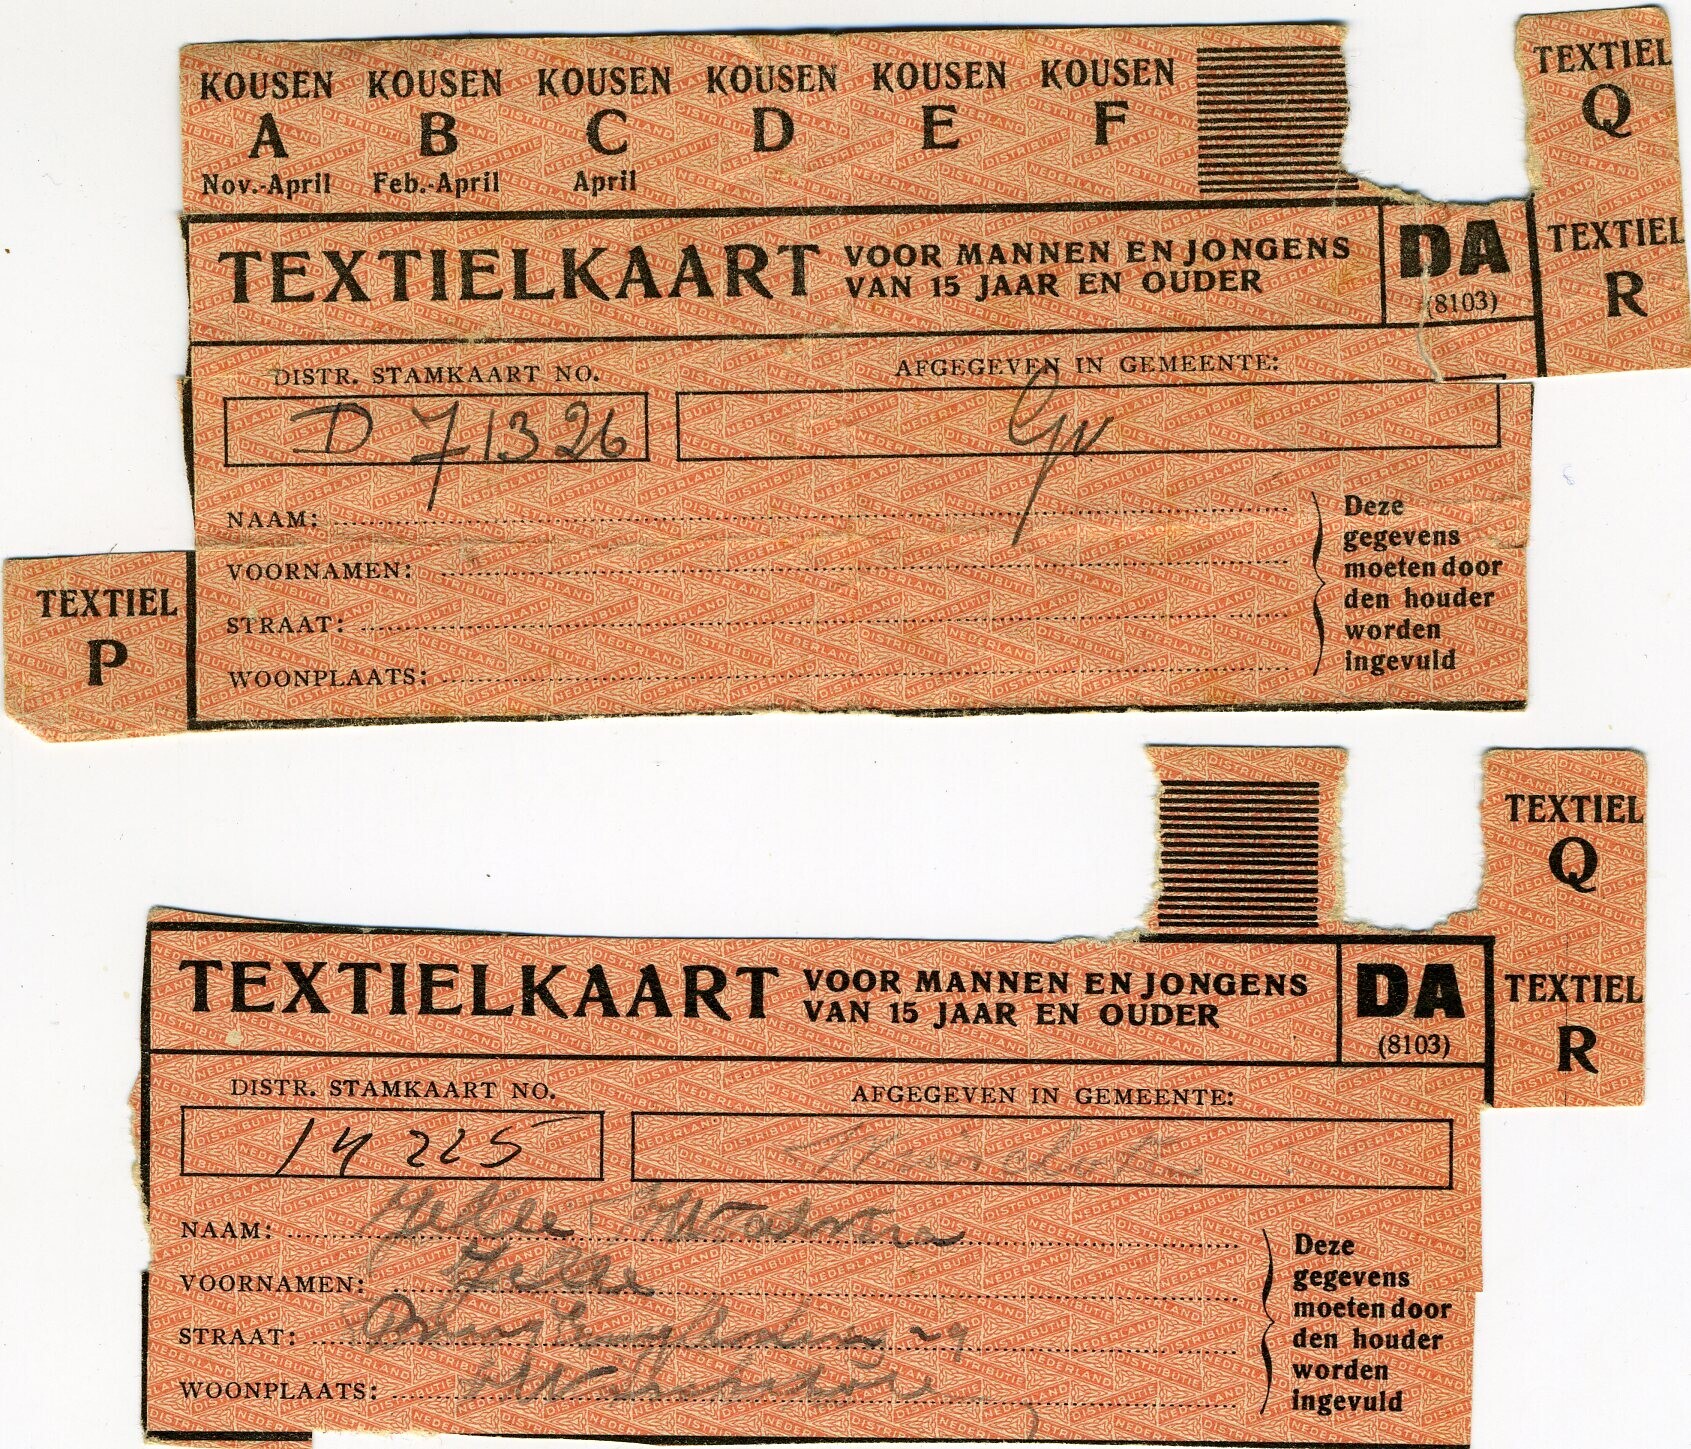 KOUSEN KOUSEN KOUSEN KOUSEN KOUSEN KOUSEN
A B C D E F
Nov.-April Feb.-April April
TEXTIEL
Q
TEXTIELKAART VOOR MANNEN EN JONGENS
VAN 15 JAAR EN OUDER
DA
(8103)
TEXTIEL
R
DISTR. STAMKAART NO. AFGEGEVEN IN GEMEENTE:
D 71326 Gv
NAAM:
VOORNAMEN:
STRAAT:
WOONPLAATS:
Deze
gegevens
moeten door
den houder
worden
ingevuld
TEXTIEL
P
TEXTIEL
Q
TEXTIELKAART VOOR MANNEN EN JONGENS
VAN 15 JAAR EN OUDER
DA
(8103)
TEXTIEL
R
DISTR. STAMKAART NO. AFGEGEVEN IN GEMEENTE:
14225
NAAM: Jelle
VOORNAMEN: Jelle
STRAAT:
WOONPLAATS:
Deze
gegevens
moeten door
den houder
worden
ingevuld